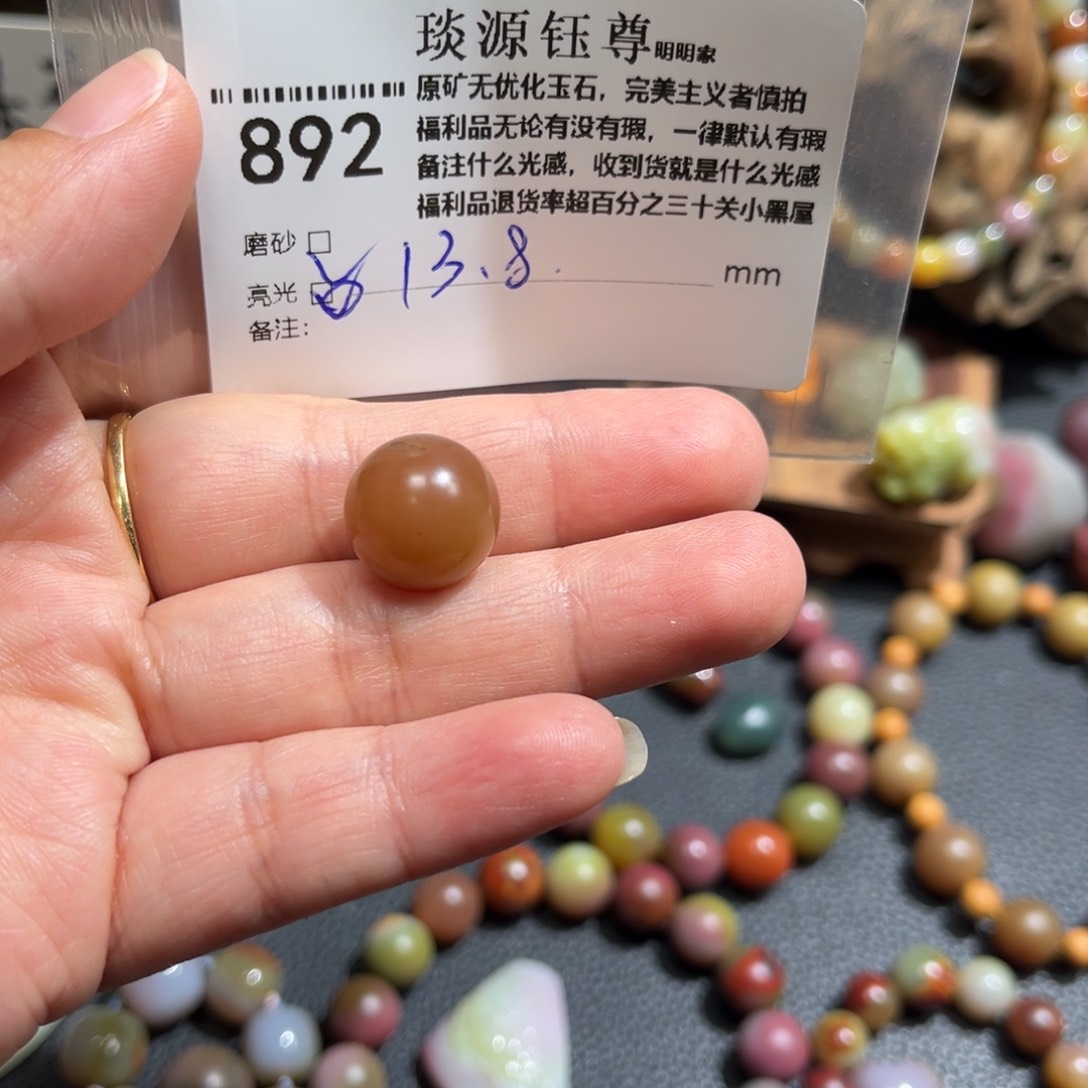 琰源钰尊明明家
原矿无优化玉石，完美主义者慎拍
892
福利品无论有没有瑕，一律默认有瑕
备注什么光感，收到货就是什么光感
福利品退货率超百分之三十关小黑屋
磨砂 □
亮光 ☑ 13.8. mm
备注：